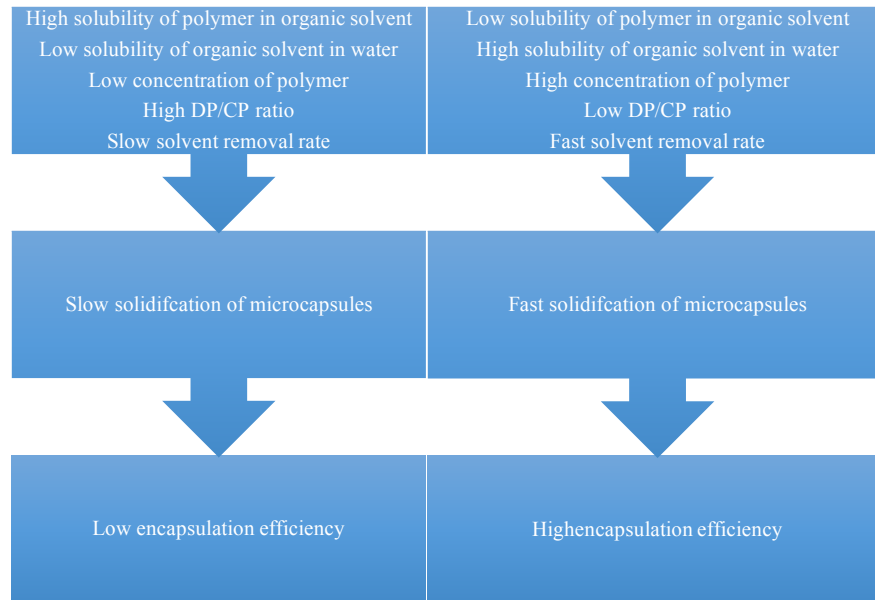 High solubility of polymer in organic solvent
Low solubility of organic solvent in water
Low concentration of polymer
High DP/CP ratio
Slow solvent removal rate
Low solubility of polymer in organic solvent
High solubility of organic solvent in water
High concentration of polymer
Low DP/CP ratio
Fast solvent removal rate
Slow solidifcation of microcapsules
Fast solidifcation of microcapsules
Low encapsulation efficiency
Highencapsulation efficiency